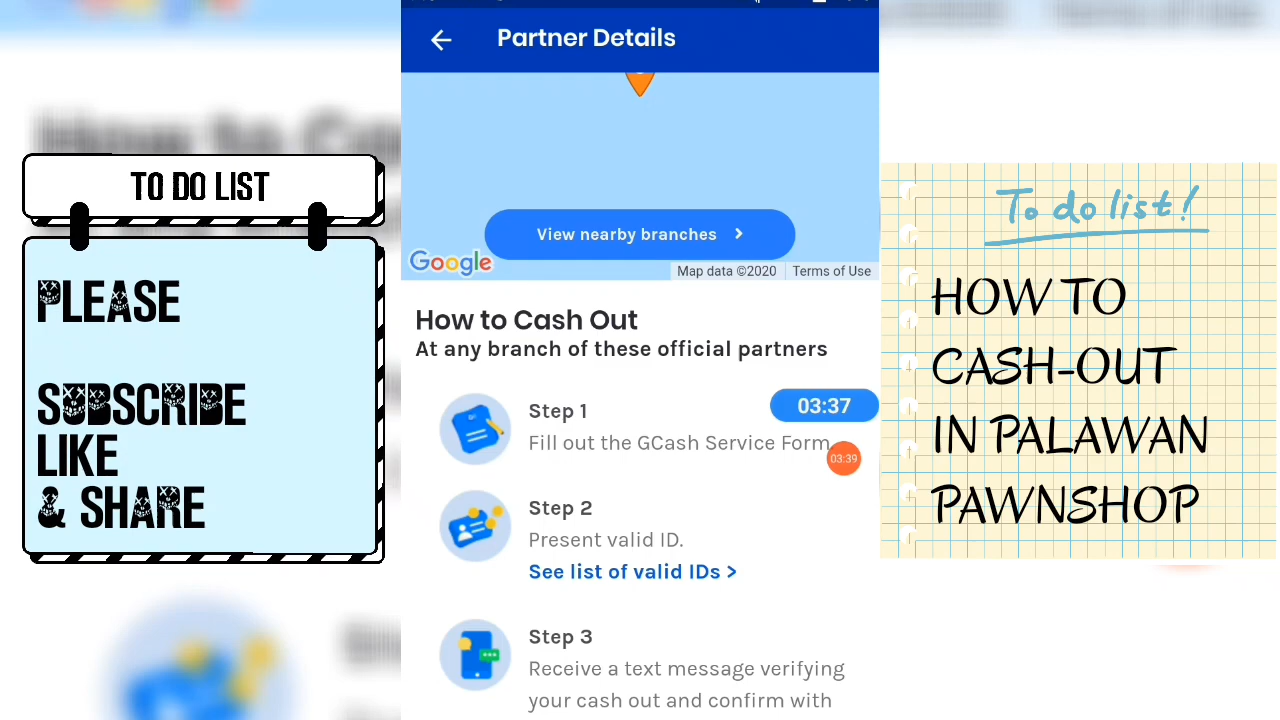 TO DO LIST
PLEASE
SUBSCRIBE
LIKE
& SHARE
Partner Details
View nearby branches >
Google
Map data ©2020
Terms of Use
How to Cash Out
At any branch of these official partners
Step 1
03:37
Fill out the GCash Service Form
03:39
Step 2
Present valid ID.
See list of valid IDs >
Step 3
Receive a text message verifying
your cash out and confirm with
To do list!
HOW TO
CASH-OUT
IN PALAWAN
PAWNSHOP